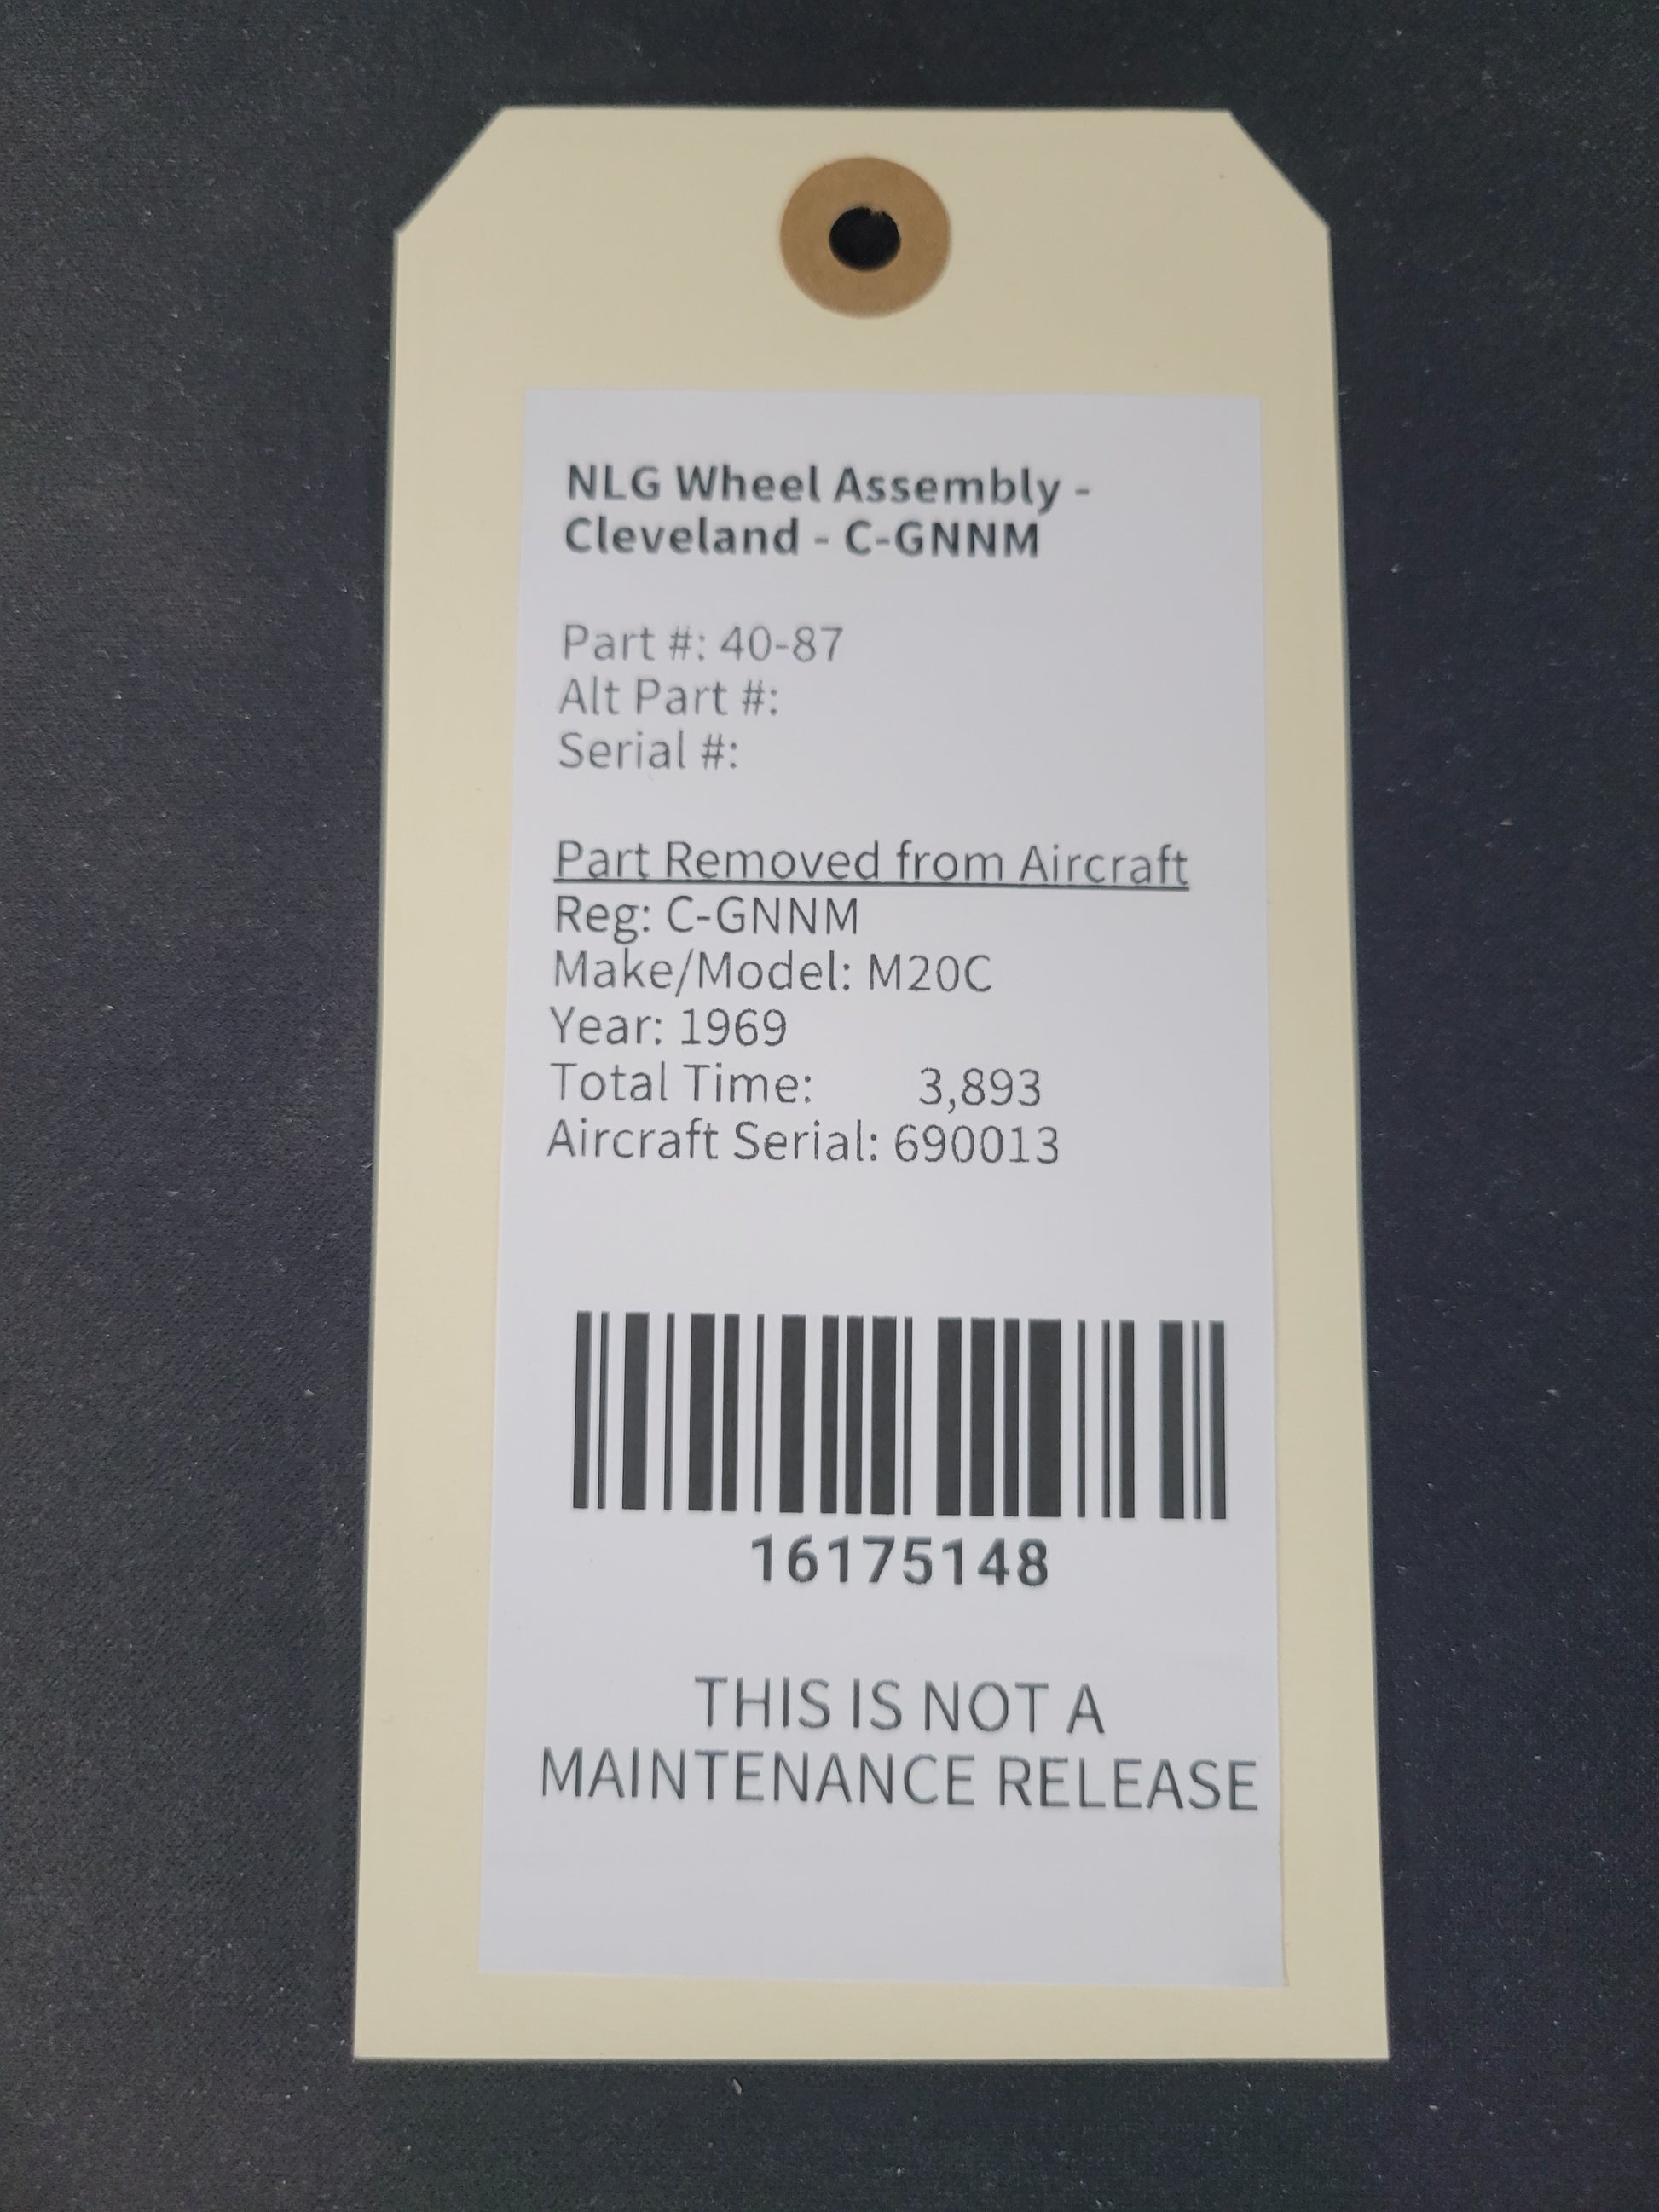 NLG Wheel Assembly -
Cleveland - C-GNNM
Part #: 40-87
Alt Part #:
Serial #:
Part Removed from Aircraft
Reg: C-GNNM
Make/Model: M20C
Year: 1969
Total Time: 3,893
Aircraft Serial: 690013
16175148
THIS IS NOT A
MAINTENANCE RELEASE